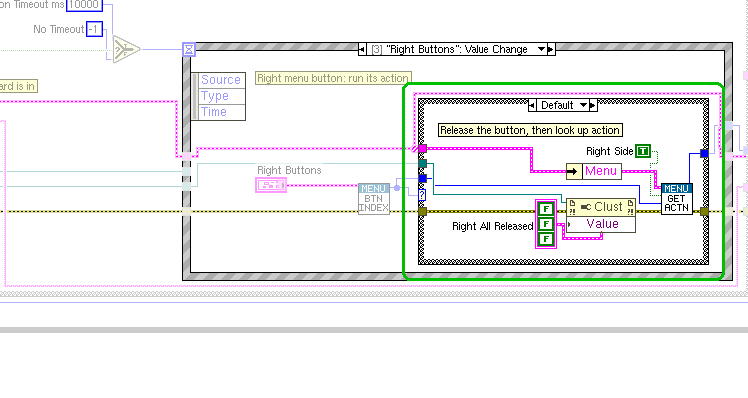 on Timeout ms 10000
No Timeout -1
[3] "Right Buttons": Value Change
ard is in
Source
Type
Time
Right menu button: run its action
Default
Release the button, then look up action
Right Side T
Menu
Right Buttons
MENU
BTN
INDEX
?
Clust
Value
MENU
GET
ACTN
Right All Released
F
F
F